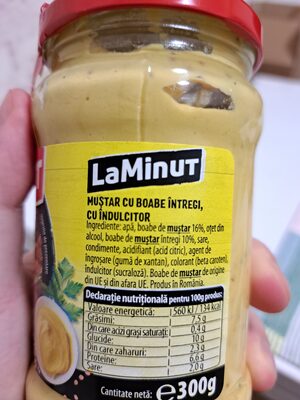 LaMinut
MUȘTAR CU BOABE ÎNTREGI,
CU ÎNDULCITOR
Ingrediente: apă, boabe de muștar 16%, oțet din
alcool, boabe de muștar întregi 10%, sare,
condimente, acidifiant (acid citric), agent de
îngroșare (gumă de xantan), colorant (beta caroten),
îndulcitor (sucraloză). Boabe de muștar de origine
din UE și din afara UE. Produs în România.
Declarație nutrițională pentru 100g produs:
Valoare energetică: 560 kJ / 134 kcal
Grăsimi: 7,5 g
Din care acizi grași saturați: 0,4 g
Glucide: 10 g
Din care zaharuri: 2,3 g
Proteine: 6,6 g
Sare: 2,0 g
Cantitate netă: ℮300g